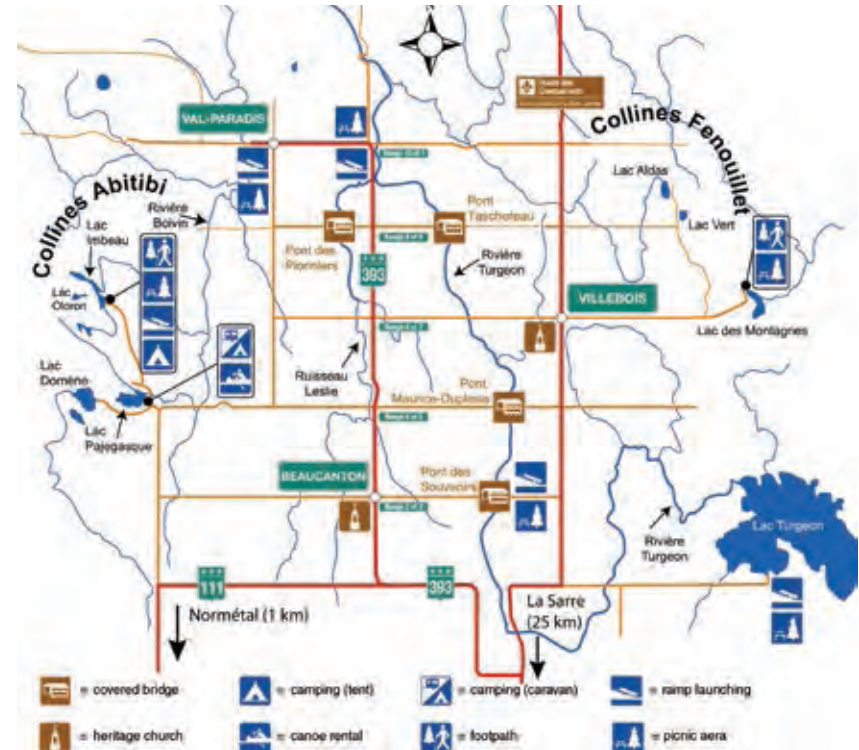 VAL-PARADIS
Collines Fenouillet
Collines Abitibi
Lac Aldas
Lac
Imbeau
Rivière
Boivin
Pont
Taschereau
Lac Vert
Pont des
Pionniers
393
Rivière
Turgeon
Lac
Oloron
VILLEBOIS
Lac des Montagnes
Lac
Domène
Ruisseau
Leslie
Pont
Maurice-Duplessis
Lac
Pajegasque
BEAUCANTON
Pont des
Souvenirs
Lac Turgeon
Rivière
Turgeon
111
393
Normétal (1 km)
La Sarre
(25 km)
= covered bridge
= camping (tent)
= camping (caravan)
= ramp launching
= heritage church
= canoe rental
= footpath
= picnic aera